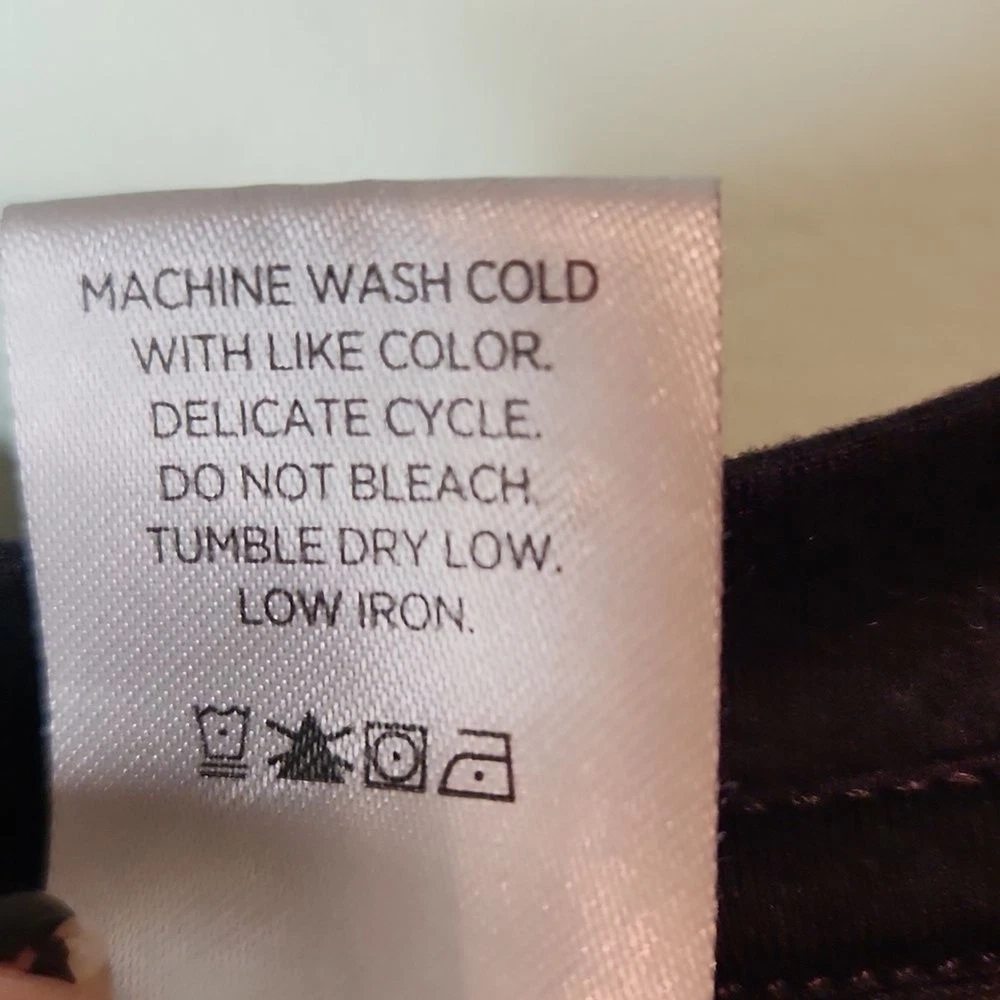 MACHINE WASH COLD
WITH LIKE COLOR.
DELICATE CYCLE.
DO NOT BLEACH.
TUMBLE DRY LOW.
LOW IRON.